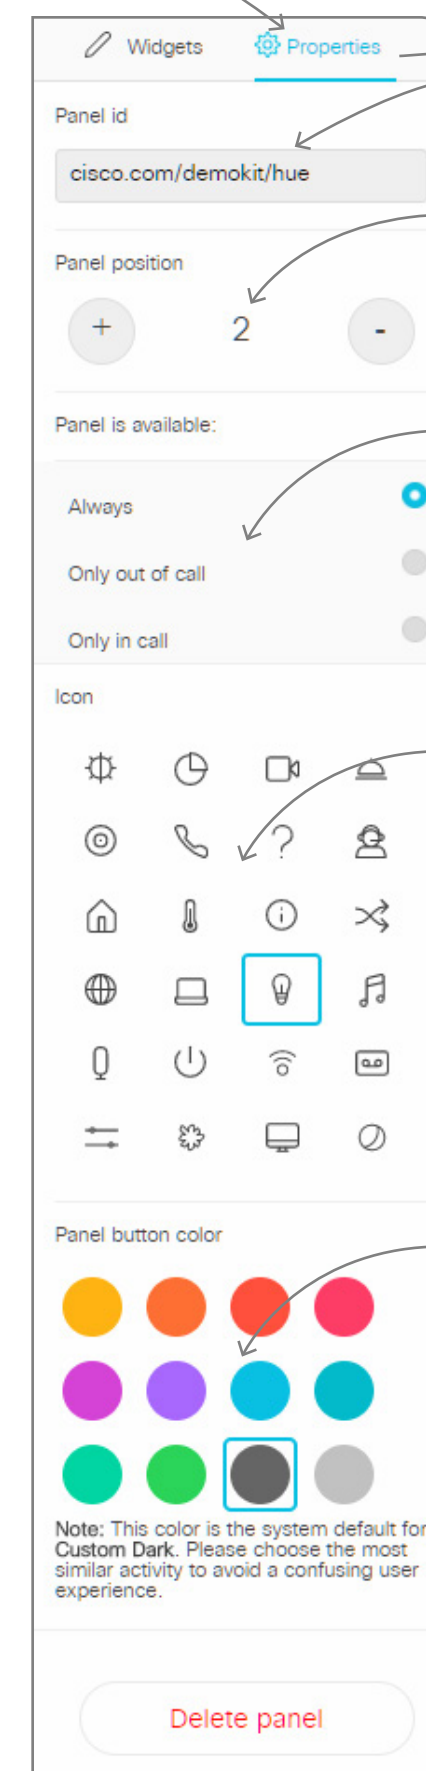 Widgets
Properties
Panel id
cisco.com/demokit/hue
Panel position
+ 2 -
Panel is available:
Always
Only out of call
Only in call
Icon
Panel button color
Note: This color is the system default for
Custom Dark. Please choose the most
similar activity to avoid a confusing user
experience.
Delete panel